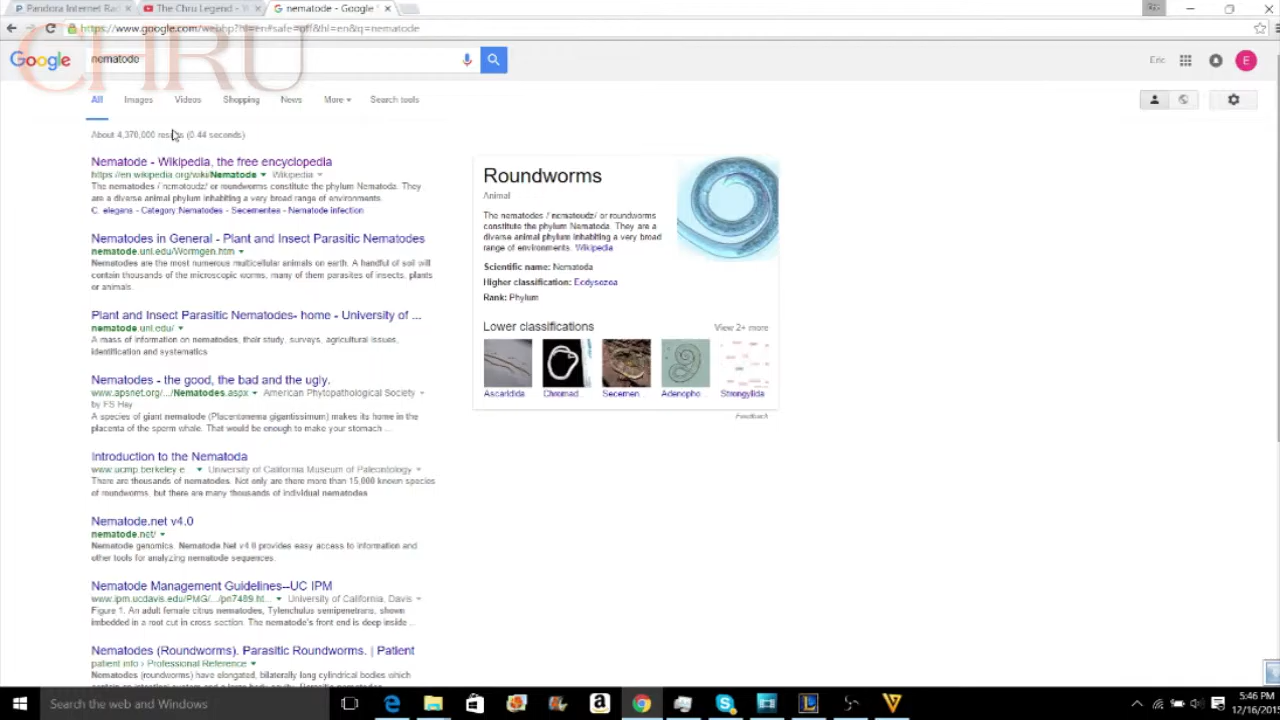 Pandora Internet Ra
The Chru Legend -
nematode - Google
https://www.google.com/webhp?hl=en#safe=off&hl=en&q=nematode
CHRU
Google
nematode
Eric
E
All Images Videos Shopping News More Search tools
About 4,370,000 results (0.44 seconds)
Nematode - Wikipedia, the free encyclopedia
https://en.wikipedia.org/wiki/Nematode Wikipedia
The nematodes / nɛmətoʊdz/ or roundworms constitute the phylum Nematoda. They
are a diverse animal phylum inhabiting a very broad range of environments.
C. elegans - Category:Nematodes - Secernentea - Nematode infection
Nematodes in General - Plant and Insect Parasitic Nematodes
nematode.unl.edu/Wormgen.htm
Nematodes are the most numerous multicellular animals on earth. A handful of soil will
contain thousands of the microscopic worms, many of them parasites of insects, plants
or animals.
Plant and Insect Parasitic Nematodes- home - University of ...
nematode.unl.edu/
A mass of information on nematodes, their study, surveys, agricultural issues,
identification and systematics
Nematodes - the good, the bad and the ugly.
www.apsnet.org/.../Nematodes.aspx American Phytopathological Society
by FS Hay
A species of giant nematode (Placentonema gigantissimum) makes its home in the
placenta of the sperm whale. That would be enough to make your stomach ...
Introduction to the Nematoda
www.ucmp.berkeley.e... University of California Museum of Paleontology
There are thousands of nematodes. Not only are there more than 15,000 known species
of roundworms, but there are many thousands of individual nematodes
Nematode.net v4.0
nematode.net/
Nematode genomics. Nematode.Net v4.0 provides easy access to information and
other tools for analyzing nematode sequences.
Nematode Management Guidelines--UC IPM
www.ipm.ucdavis.edu/PMG/.../pn7489.ht... University of California, Davis
Figure 1. An adult female citrus nematodes, Tylenchulus semipenetrans, shown
imbedded in a root cut in cross section. The nematode's front end is deep inside ...
Nematodes (Roundworms). Parasitic Roundworms. | Patient
patient.info › Professional Reference
Nematodes (roundworms) have elongated, bilaterally long cylindrical bodies which
Roundworms
Animal
The nematodes / nɛmətoʊdz/ or roundworms
constitute the phylum Nematoda. They are a
diverse animal phylum inhabiting a very broad
range of environments. Wikipedia
Scientific name: Nematoda
Higher classification: Ecdysozoa
Rank: Phylum
Lower classifications View 2+ more
Ascaridida Chromad... Secernen... Adenopho... Strongylida
Feedback
Search the web and Windows
5:46 PM
12/16/201